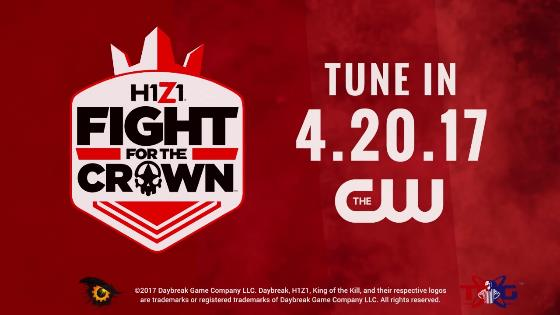 H1Z1
FIGHT
FOR THE
CROWN
TUNE IN
4.20.17
THE CW
©2017 Daybreak Game Company LLC. Daybreak, H1Z1, King of the Kill, and their respective logos
are trademarks or registered trademarks of Daybreak Game Company LLC. All rights reserved.